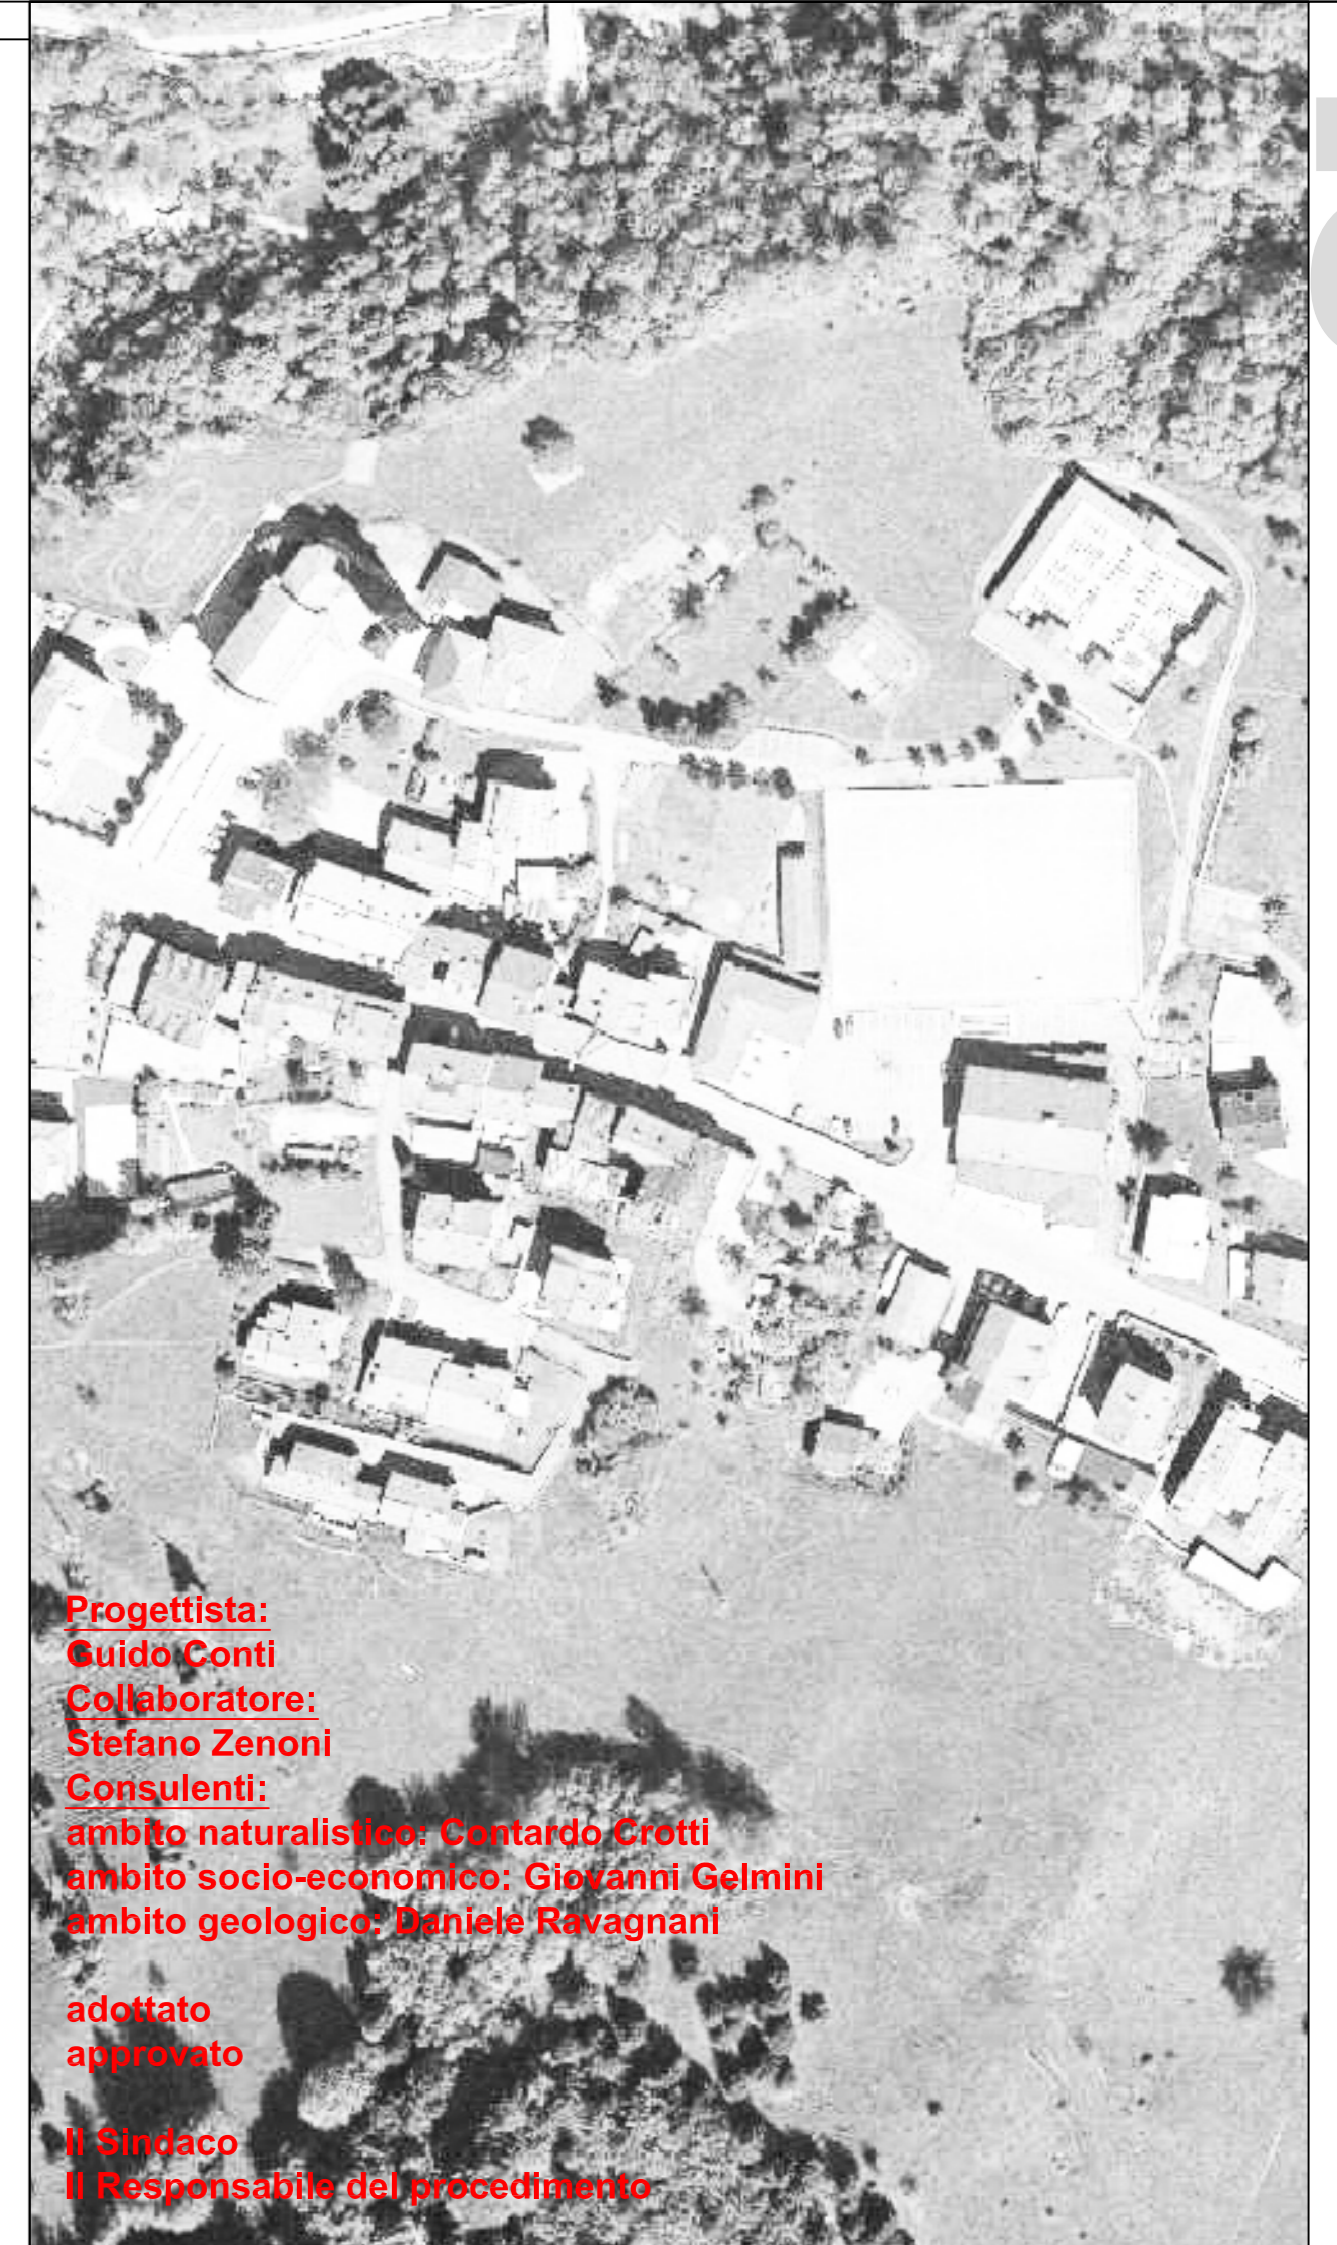 Progettista:
Guido Conti
Collaboratore:
Stefano Zenoni
Consulenti:
ambito naturalistico: Contardo Crotti
ambito socio-economico: Giovanni Gelmini
ambito geologico: Daniele Ravagnani
adottato
approvato
Il Sindaco
Il Responsabile del procedimento